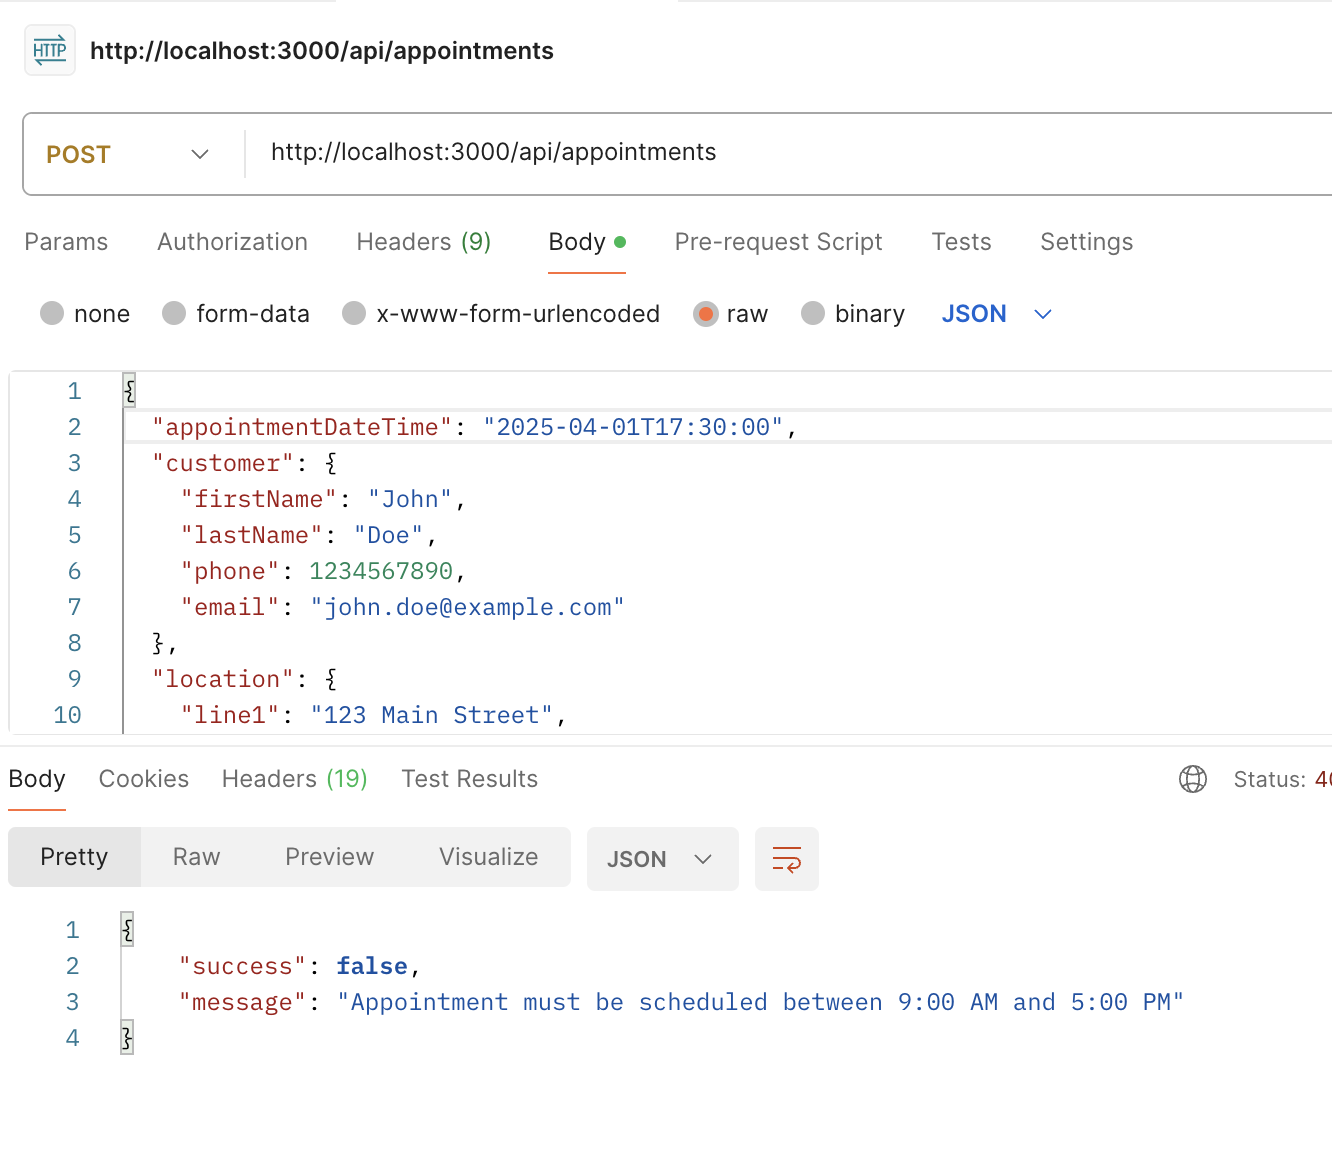 HTTP http://localhost:3000/api/appointments
POST http://localhost:3000/api/appointments
Params Authorization Headers (9) Body Pre-request Script Tests Settings
none form-data x-www-form-urlencoded raw binary JSON
1 {
2 "appointmentDateTime": "2025-04-01T17:30:00",
3 "customer": {
4 "firstName": "John",
5 "lastName": "Doe",
6 "phone": 1234567890,
7 "email": "john.doe@example.com"
8 },
9 "location": {
10 "line1": "123 Main Street",
Body Cookies Headers (19) Test Results Status:
Pretty Raw Preview Visualize JSON
1 {
2 "success": false,
3 "message": "Appointment must be scheduled between 9:00 AM and 5:00 PM"
4 }